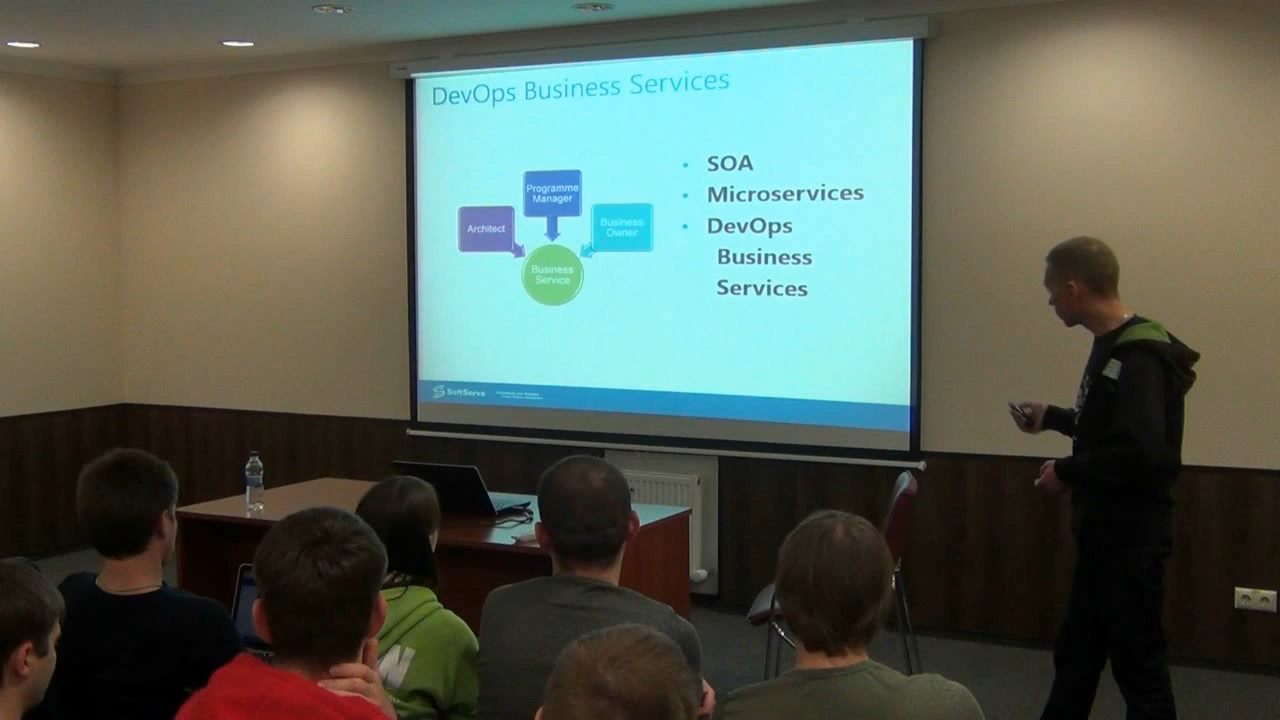 DevOps Business Services
Programme
Manager
Architect
Business
Owner
Business
Service
• SOA
• Microservices
• DevOps
Business
Services
SoftServe
N